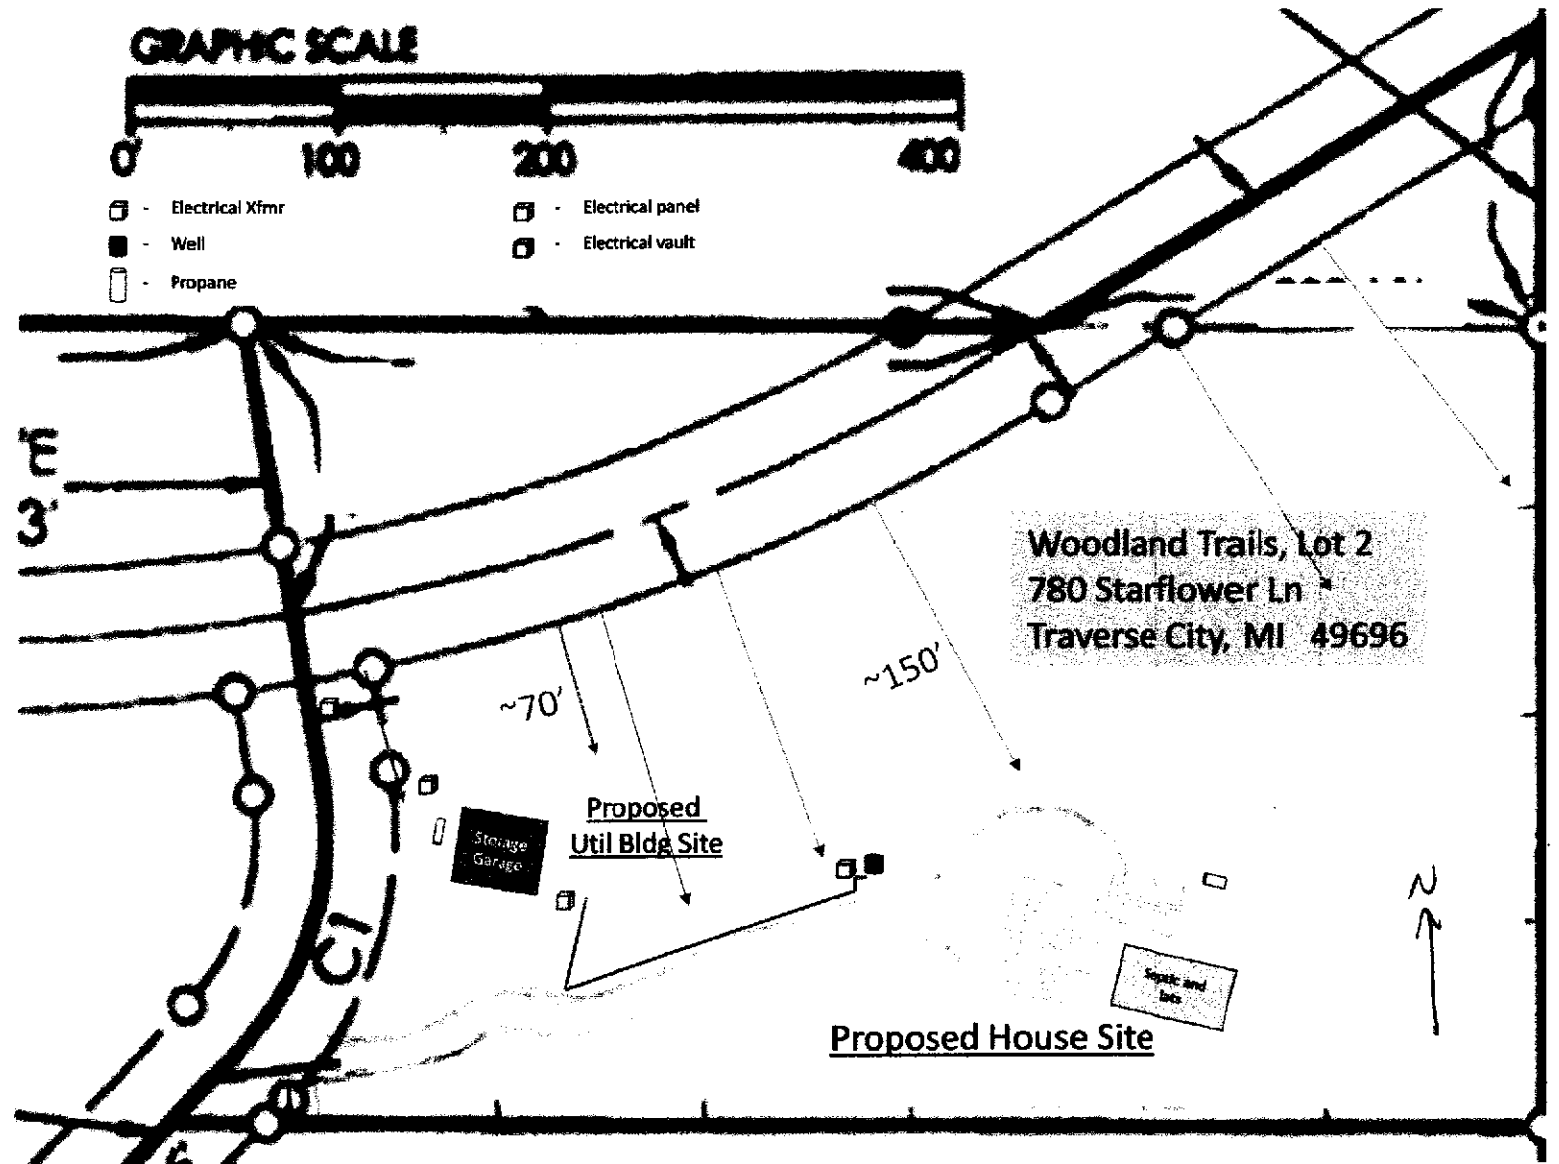 GRAPHIC SCALE
0' 100 200 400
- Electrical Xfmr - Electrical panel
- Well - Electrical vault
- Propane
'E
3'
Woodland Trails, Lot 2
780 Starflower Ln
Traverse City, MI 49696
~150'
~70'
Proposed
Util Bldg Site
Storage
Garage
C1
Septic and
Proposed House Site